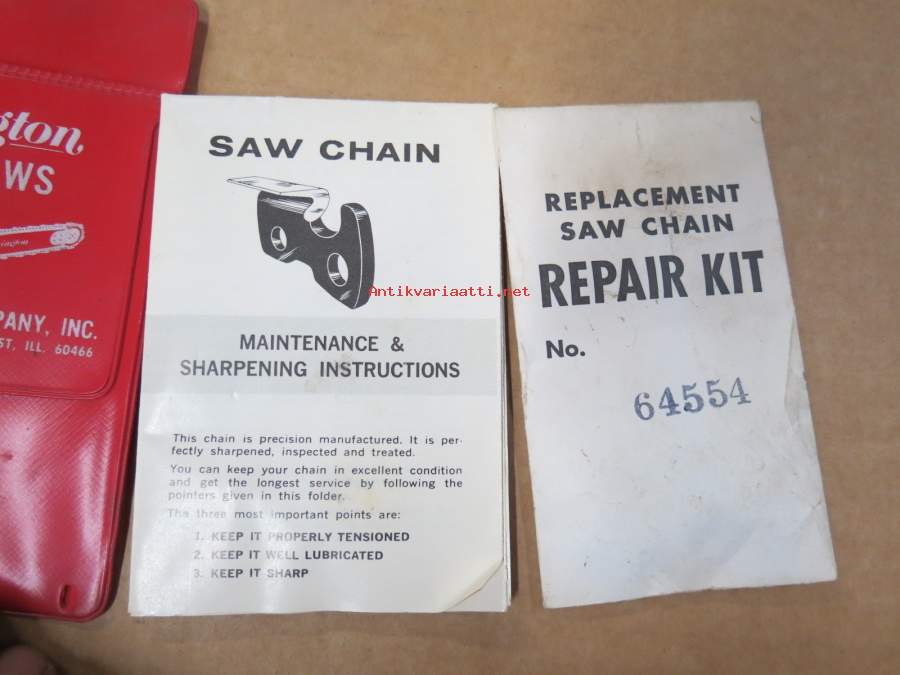 gton
WS
PANY, INC.
ST, ILL. 60466
SAW CHAIN
MAINTENANCE &
SHARPENING INSTRUCTIONS
This chain is precision manufactured. It is per-
fectly sharpened, inspected and treated.
You can keep your chain in excellent condition
and get the longest service by following the
pointers given in this folder.
The three most important points are:
1. KEEP IT PROPERLY TENSIONED
2. KEEP IT WELL LUBRICATED
3. KEEP IT SHARP
Antikvariaatti.net
REPLACEMENT
SAW CHAIN
REPAIR KIT
No.
64554